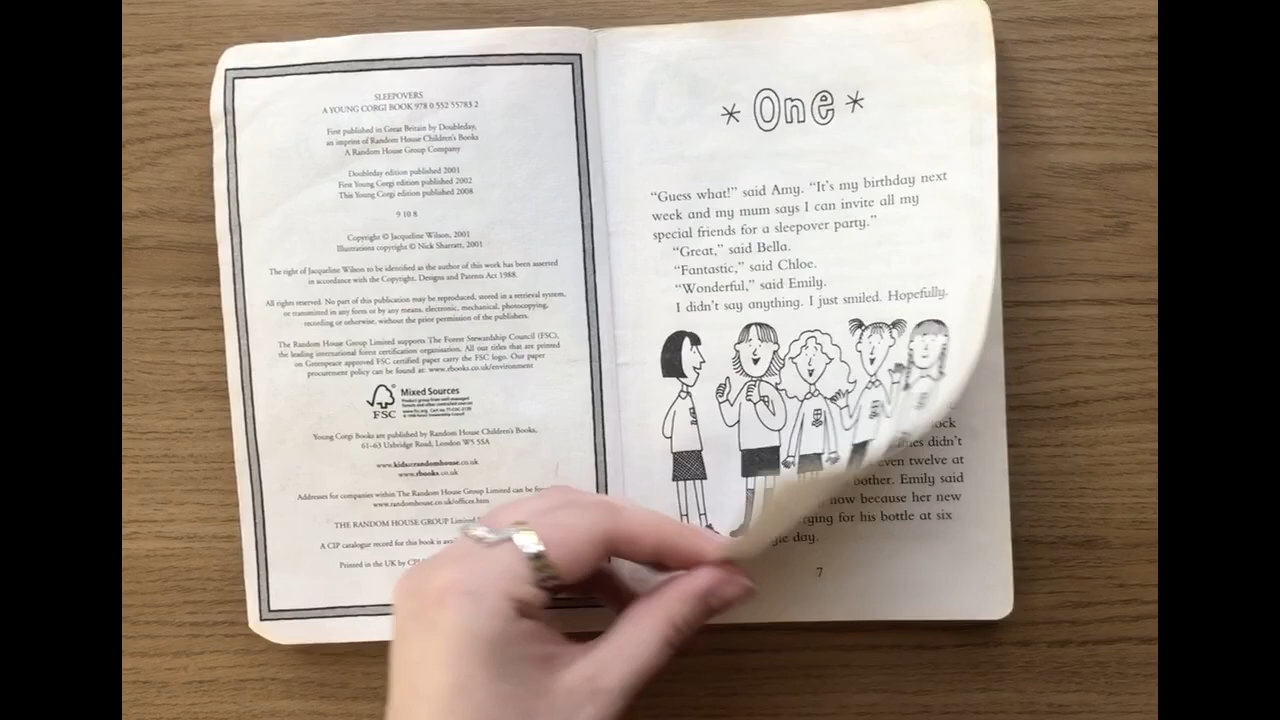 SLEEPOVERS
A YOUNG CORGI BOOK 978 0 552 55783 2
First published in Great Britain by Doubleday,
an imprint of Random House Children's Books
A Random House Group Company
Doubleday edition published 2001
First Young Corgi edition published 2002
This Young Corgi edition published 2008
9 10 8
Copyright © Jacqueline Wilson, 2001
Illustrations copyright © Nick Sharratt, 2001
The right of Jacqueline Wilson to be identified as the author of this work has been asserted
in accordance with the Copyright, Designs and Patents Act 1988.
All rights reserved. No part of this publication may be reproduced, stored in a retrieval system,
or transmitted in any form or by any means, electronic, mechanical, photocopying,
recording or otherwise, without the prior permission of the publishers.
The Random House Group Limited supports The Forest Stewardship Council (FSC),
the leading international forest certification organisation. All our titles that are printed
on Greenpeace approved FSC certified paper carry the FSC logo. Our paper
procurement policy can be found at: www.rbooks.co.uk/environment
FSC
Mixed Sources
Product group from well-managed
forests and other controlled sources
Young Corgi Books are published by Random House Children's Books,
61–63 Uxbridge Road, London W5 5SA
www.kidsatrandomhouse.co.uk
www.rbooks.co.uk
Addresses for companies within The Random House Group Limited can be
www.randomhouse.co.uk/offices.htm
THE RANDOM HOUSE GROUP Limited
A CIP catalogue record for this book is
Printed in the UK by
* One *
“Guess what!” said Amy. “It's my birthday next
week and my mum says I can invite all my
special friends for a sleepover party.”
“Great,” said Bella.
“Fantastic,” said Chloe.
“Wonderful,” said Emily.
I didn't say anything. I just smiled. Hopefully.
didn't
even twelve at
bother. Emily said
now because her new
for his bottle at six
day.
7